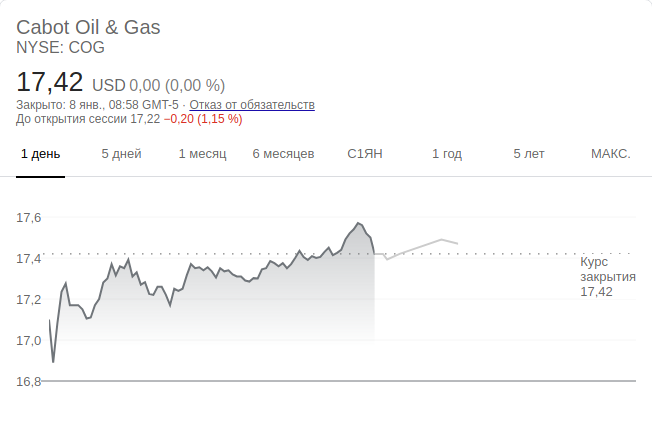 Cabot Oil & Gas
NYSE: COG
17,42 USD 0,00 (0,00 %)
Закрыто: 8 янв., 08:58 GMT-5 · Отказ от обязательств
До открытия сессии 17,22 −0,20 (1,15 %)
1 день 5 дней 1 месяц 6 месяцев С1ЯН 1 год 5 лет МАКС.
17,6
17,4
Курс
закрытия
17,42
17,2
17,0
16,8